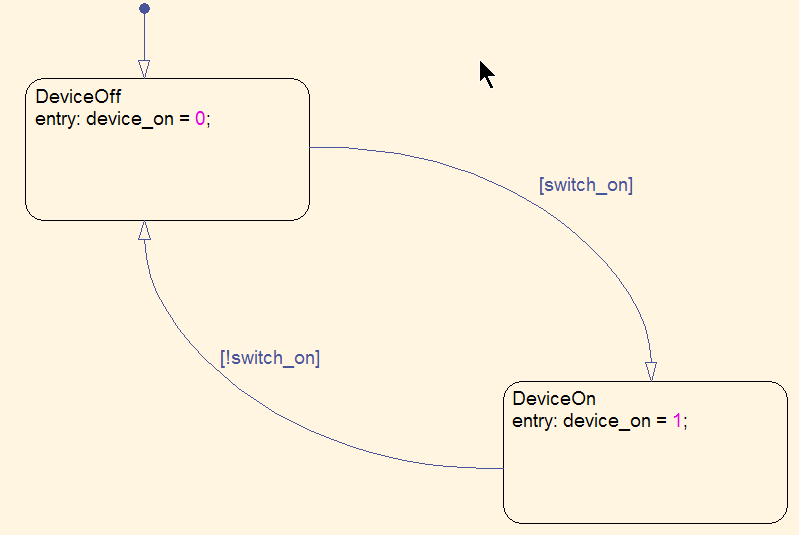 DeviceOff
entry: device_on = 0;
[switch_on]
[!switch_on]
DeviceOn
entry: device_on = 1;